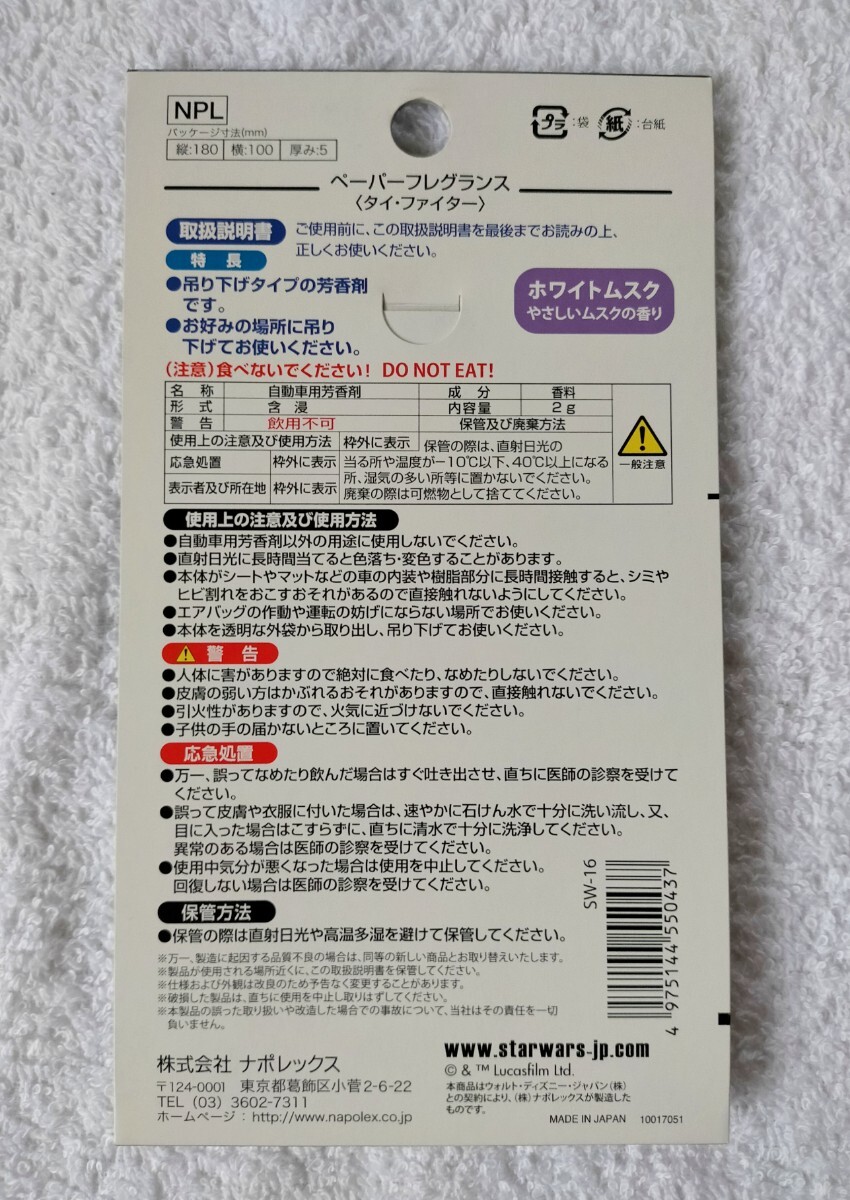 NPL
パッケージ寸法(mm)
縦:180 横:100 厚み:5
プラ :袋 紙 :台紙
ペーパーフレグランス
〈タイ・ファイター〉
取扱説明書 ご使用前に、この取扱説明書を最後までお読みの上、
正しくお使いください。
特長
●吊り下げタイプの芳香剤
です。
●お好みの場所に吊り
下げてお使いください。
ホワイトムスク
やさしいムスクの香り
(注意)食べないでください! DO NOT EAT!
名称 自動車用芳香剤 成分 香料
形式 含浸 内容量 2g
警告 飲用不可 保管及び廃棄方法
使用上の注意及び使用方法 枠外に表示 保管の際は、直射日光の
応急処置 枠外に表示 当る所や温度が−10℃以下、40℃以上になる
所、湿気の多い所等に置かないでください。
表示者及び所在地 枠外に表示 廃棄の際は可燃物として捨ててください。
一般注意
使用上の注意及び使用方法
●自動車用芳香剤以外の用途に使用しないでください。
●直射日光に長時間当てると色落ち・変色することがあります。
●本体がシートやマットなどの車の内装や樹脂部分に長時間接触すると、シミや
ヒビ割れをおこすおそれがあるので直接触れないようにしてください。
●エアバッグの作動や運転の妨げにならない場所でお使いください。
●本体を透明な外袋から取り出し、吊り下げてお使いください。
警告
●人体に害がありますので絶対に食べたり、なめたりしないでください。
●皮膚の弱い方はかぶれるおそれがありますので、直接触れないでください。
●引火性がありますので、火気に近づけないでください。
●子供の手の届かないところに置いてください。
応急処置
●万一、誤ってなめたり飲んだ場合はすぐ吐き出させ、直ちに医師の診察を受けて
ください。
●誤って皮膚や衣服に付いた場合は、速やかに石けん水で十分に洗い流し、又、
目に入った場合はこすらずに、直ちに清水で十分に洗浄してください。
異常のある場合は医師の診察を受けてください。
●使用中気分が悪くなった場合は使用を中止してください。
回復しない場合は医師の診察を受けてください。
保管方法
●保管の際は直射日光や高温多湿を避けて保管してください。
※万一、製造に起因する品質不良の場合は、同等の新しい商品とお取り替えいたします。
※製品が使用される場所近くに、この取扱説明書を保管してください。
※仕様および外観は改良のため予告なく変更することがあります。
※破損した製品は、直ちに使用を中止し取りはずしてください。
※本製品の誤った取り扱いや改造した場合での事故について、当社はその責任を一切
負いません。
SW-16
4 975144 550437
株式会社 ナポレックス
〒124-0001 東京都葛飾区小菅2-6-22
TEL (03) 3602-7311
ホームページ : http://www.napolex.co.jp
www.starwars-jp.com
© & ™ Lucasfilm Ltd.
本商品はウォルト・ディズニー・ジャパン(株)
との契約により、(株)ナポレックスが製造した
ものです。
MADE IN JAPAN 10017051